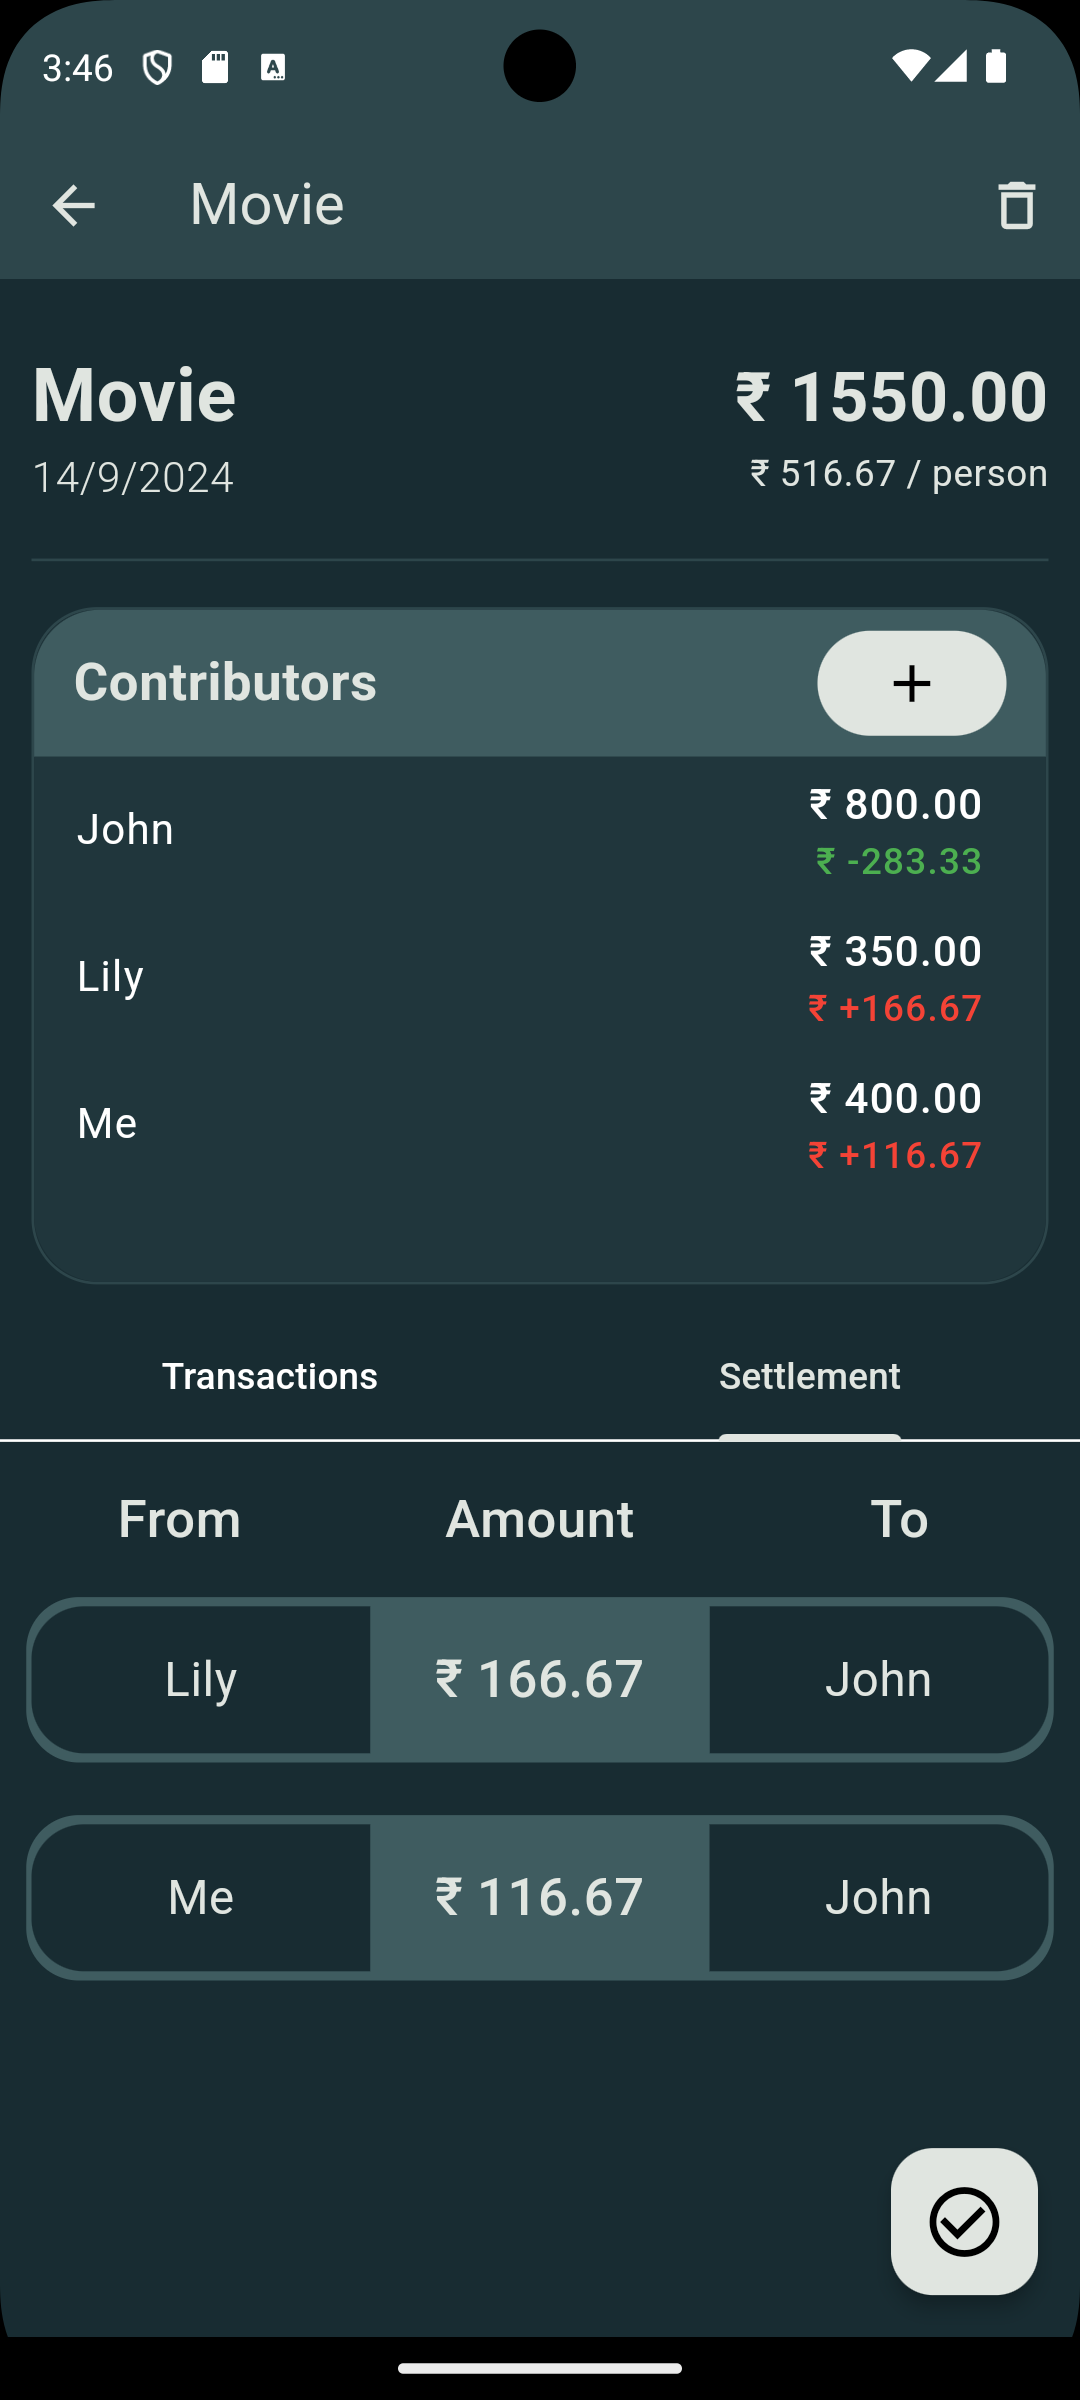 3:46
Movie
Movie
₹ 1550.00
14/9/2024
₹ 516.67 / person
Contributors
+
John
₹ 800.00
₹ -283.33
Lily
₹ 350.00
₹ +166.67
Me
₹ 400.00
₹ +116.67
Transactions
Settlement
From Amount To
Lily ₹ 166.67 John
Me ₹ 116.67 John